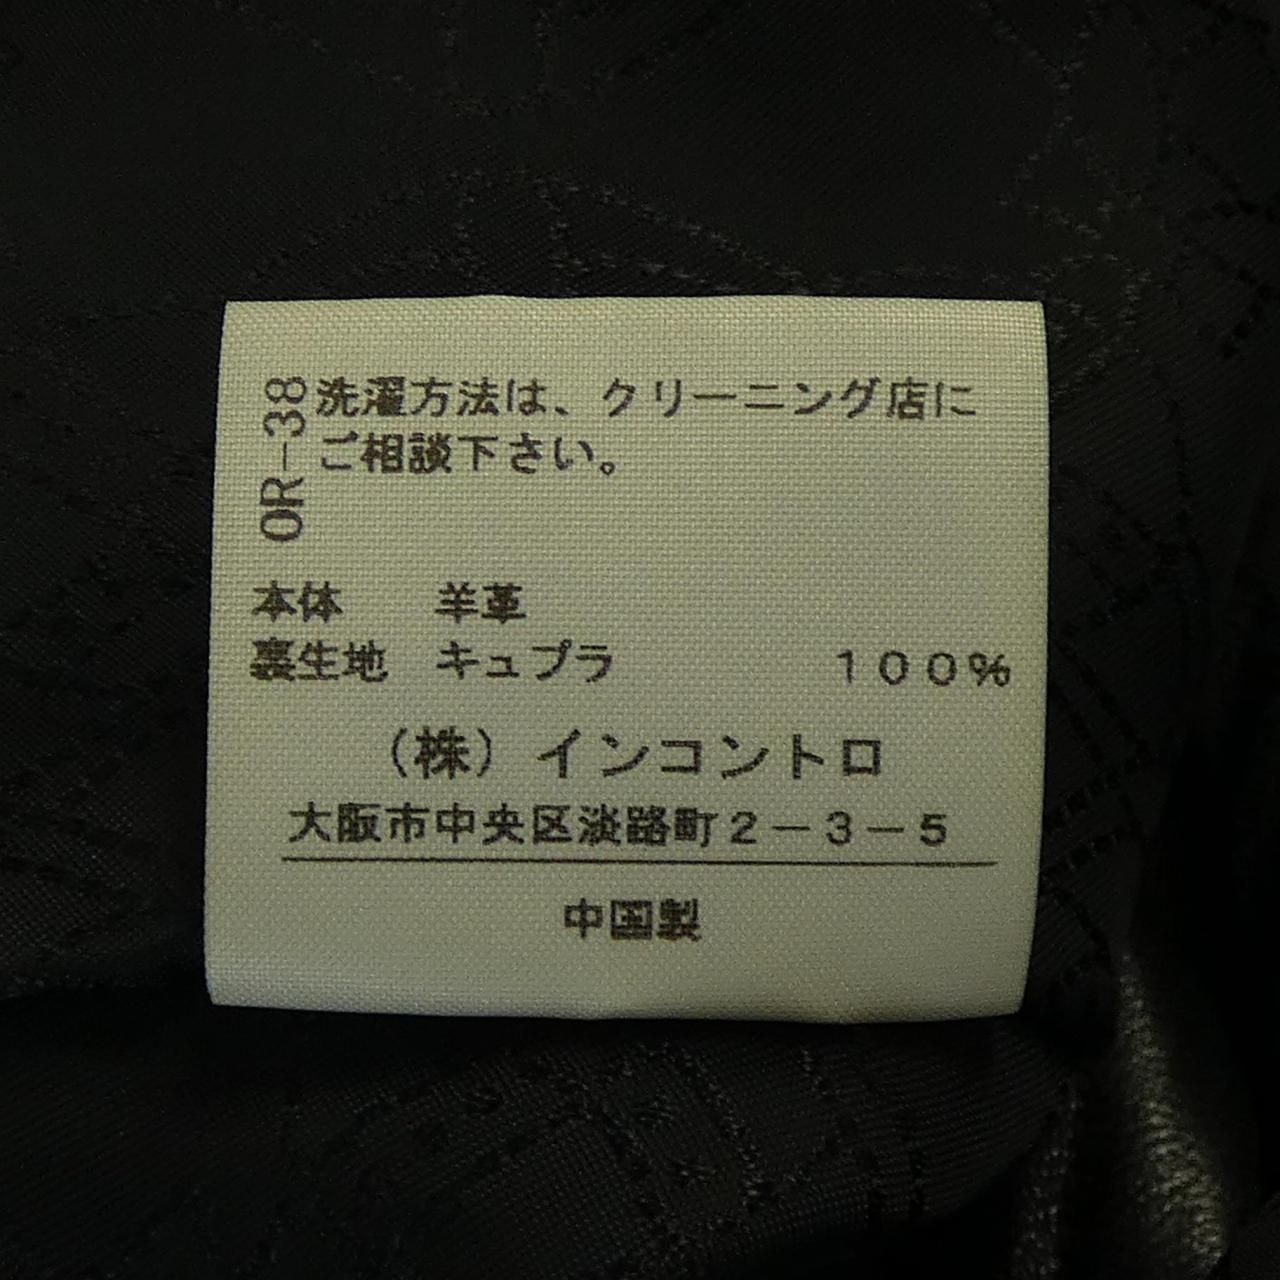 OR-38
洗濯方法は、クリーニング店に
ご相談下さい。
本体 羊革
裏生地 キュプラ 100%
(株)インコントロ
大阪市中央区淡路町2-3-5
中国製